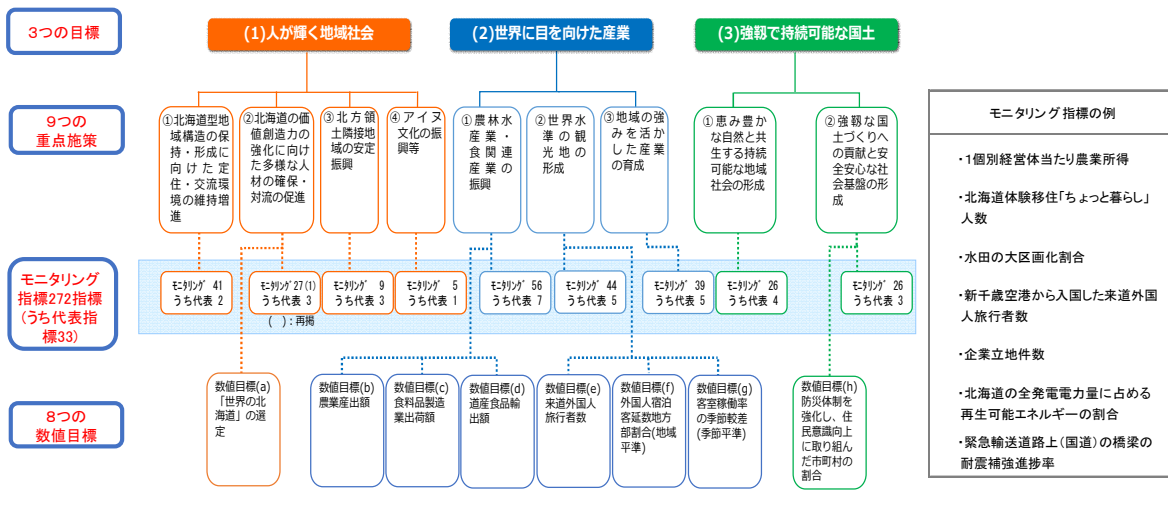 3つの目標
(1)人が輝く地域社会
(2)世界に目を向けた産業
(3)強靱で持続可能な国土
9つの
重点施策
①北海道型地
域構造の保
持・形成に
向けた定
住・交流環
境の維持増
進
②北海道の価
値創造力の
強化に向け
た多様な人
材の確保・
対流の促進
③北方領
土隣接地
域の安定
振興
④アイヌ
文化の振
興等
①農林水
産業・
食関連
産業の
振興
②世界水
準の観
光地の
形成
③地域の強
みを活か
した産業
の育成
①恵み豊か
な自然と共
生する持続
可能な地域
社会の形成
②強靱な国
土づくりへ
の貢献と安
全安心な社
会基盤の形
成
モニタリング
指標272指標
(うち代表指
標33)
ﾓﾆﾀﾘﾝｸﾞ 41
うち代表 2
ﾓﾆﾀﾘﾝｸﾞ27(1)
うち代表 3
( ):再掲
ﾓﾆﾀﾘﾝｸﾞ 9
うち代表 3
ﾓﾆﾀﾘﾝｸﾞ 5
うち代表 1
ﾓﾆﾀﾘﾝｸﾞ 56
うち代表 7
ﾓﾆﾀﾘﾝｸﾞ 44
うち代表 5
ﾓﾆﾀﾘﾝｸﾞ 39
うち代表 5
ﾓﾆﾀﾘﾝｸﾞ 26
うち代表 4
ﾓﾆﾀﾘﾝｸﾞ 26
うち代表 3
8つの
数値目標
数値目標(a)
「世界の北
海道」の選
定
数値目標(b)
農業産出額
数値目標(c)
食料品製造
業出荷額
数値目標(d)
道産食品輸
出額
数値目標(e)
来道外国人
旅行者数
数値目標(f)
外国人宿泊
客延数地方
部割合(地域
平準)
数値目標(g)
客室稼働率
の季節較差
(季節平準)
数値目標(h)
防災体制を
強化し、住
民意識向上
に取り組ん
だ市町村の
割合
モニタリング指標の例
・1個別経営体当たり農業所得
・北海道体験移住「ちょっと暮らし」
人数
・水田の大区画化割合
・新千歳空港から入国した来道外国
人旅行者数
・企業立地件数
・北海道の全発電電力量に占める
再生可能エネルギーの割合
・緊急輸送道路上(国道)の橋梁の
耐震補強進捗率